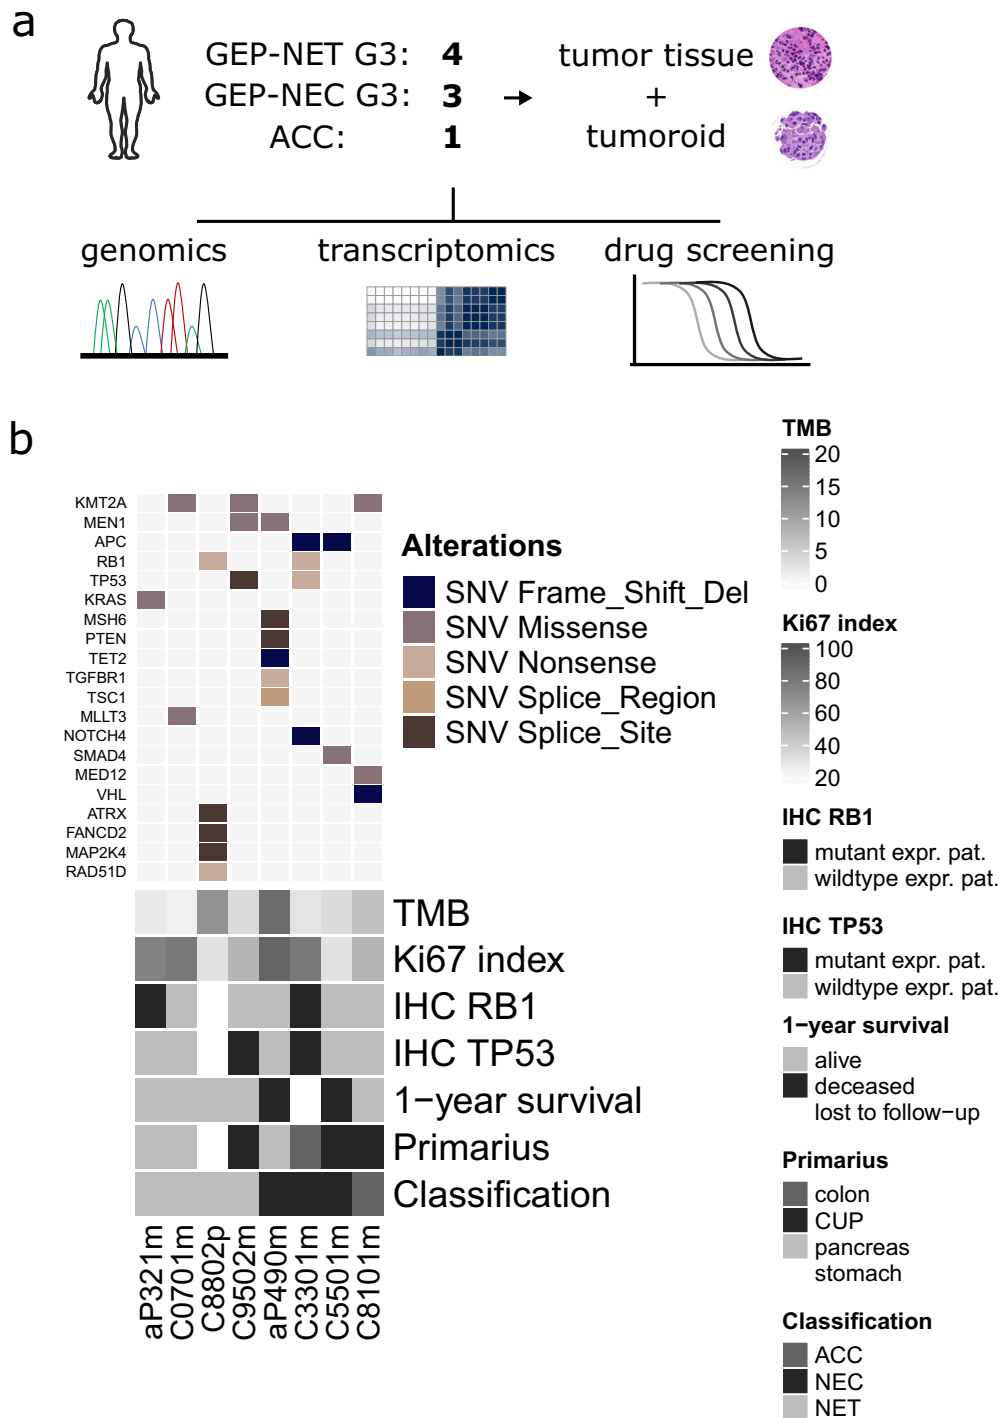 a
GEP-NET G3: 4
GEP-NEC G3: 3
ACC: 1
tumor tissue
+
tumoroid
genomics
transcriptomics
drug screening
b
KMT2A
MEN1
APC
RB1
TP53
KRAS
MSH6
PTEN
TET2
TGFBR1
TSC1
MLLT3
NOTCH4
SMAD4
MED12
VHL
ATRX
FANCD2
MAP2K4
RAD51D
Alterations
SNV Frame_Shift_Del
SNV Missense
SNV Nonsense
SNV Splice_Region
SNV Splice_Site
TMB
Ki67 index
IHC RB1
IHC TP53
1−year survival
Primarius
Classification
aP321m
C0701m
C8802p
C9502m
aP490m
C3301m
C5501m
C8101m
TMB
20
15
10
5
0
Ki67 index
100
80
60
40
20
IHC RB1
mutant expr. pat.
wildtype expr. pat.
IHC TP53
mutant expr. pat.
wildtype expr. pat.
1−year survival
alive
deceased
lost to follow−up
Primarius
colon
CUP
pancreas
stomach
Classification
ACC
NEC
NET